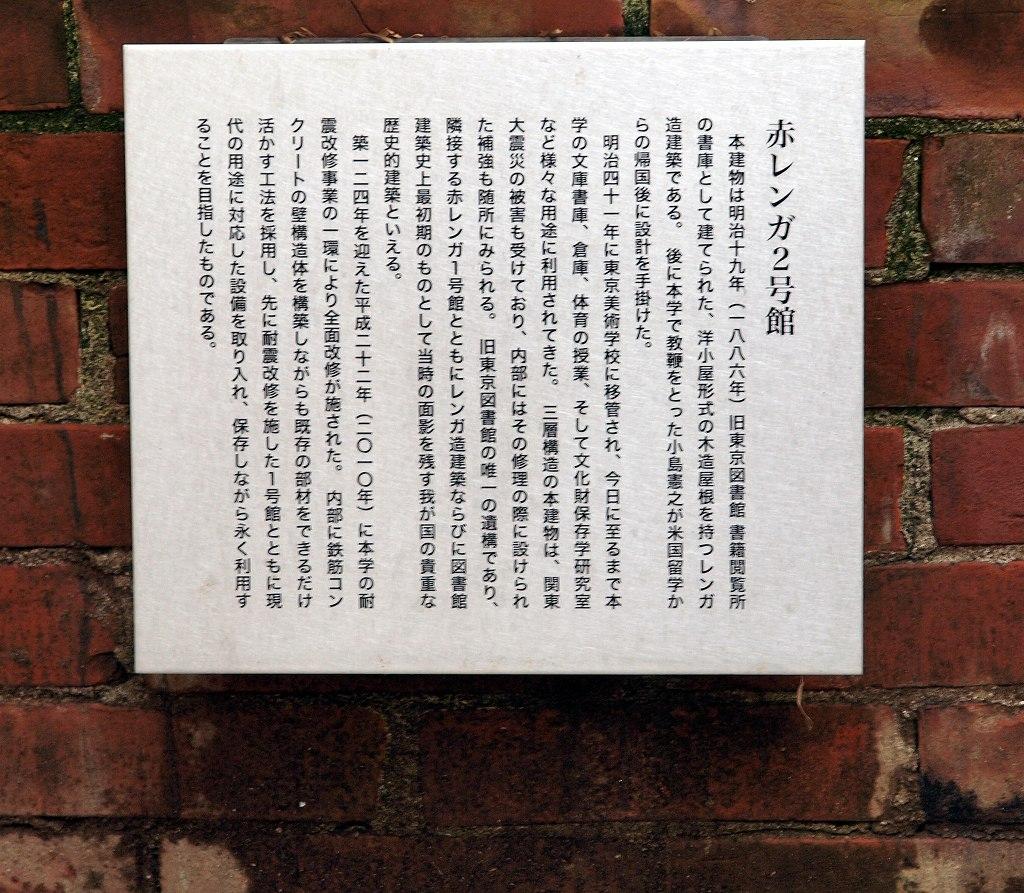 赤レンガ2号館
本建物は明治十九年（一八八六年）旧東京図書館 書籍閲覧所
の書庫として建てられた、洋小屋形式の木造屋根を持つレンガ
造建築である。 後に本学で教鞭をとった小島憲之が米国留学か
らの帰国後に設計を手掛けた。
明治四十一年に東京美術学校に移管され、今日に至るまで本
学の文庫書庫、倉庫、体育の授業、そして文化財保存学研究室
など様々な用途に利用されてきた。 三層構造の本建物は、関東
大震災の被害も受けており、内部にはその修理の際に設けられ
た補強も随所にみられる。 旧東京図書館の唯一の遺構であり、
隣接する赤レンガ1号館とともにレンガ造建築ならびに図書館
建築史上最初期のものとして当時の面影を残す我が国の貴重な
歴史的建築といえる。
築一二四年を迎えた平成二十二年（二〇一〇年）に本学の耐
震改修事業の一環により全面改修が施された。 内部に鉄筋コン
クリートの壁構造体を構築しながらも既存の部材をできるだけ
活かす工法を採用し、先に耐震改修を施した1号館とともに現
代の用途に対応した設備を取り入れ、保存しながら永く利用す
ることを目指したものである。